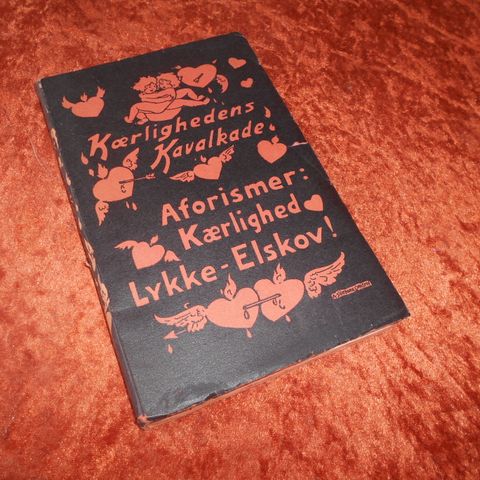 Kærlighedens
Kavalkade
Aforismer:
Kærlighed
Lykke-Elskov!